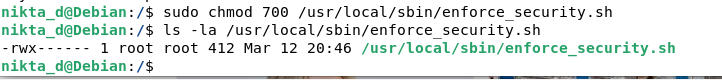 nikta_d@Debian:/$ sudo chmod 700 /usr/local/sbin/enforce_security.sh
nikta_d@Debian:/$ ls -la /usr/local/sbin/enforce_security.sh
-rwx------ 1 root root 412 Mar 12 20:46 /usr/local/sbin/enforce_security.sh
nikta_d@Debian:/$